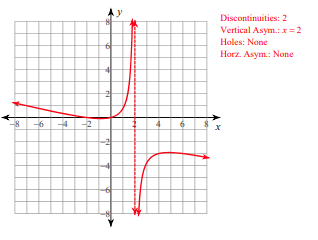 y
8
6
4
2
-8 -6 -4 -2 2 4 6 8 x
-2
-4
-6
-8
Discontinuities: 2
Vertical Asym.: x = 2
Holes: None
Horz. Asym.: None